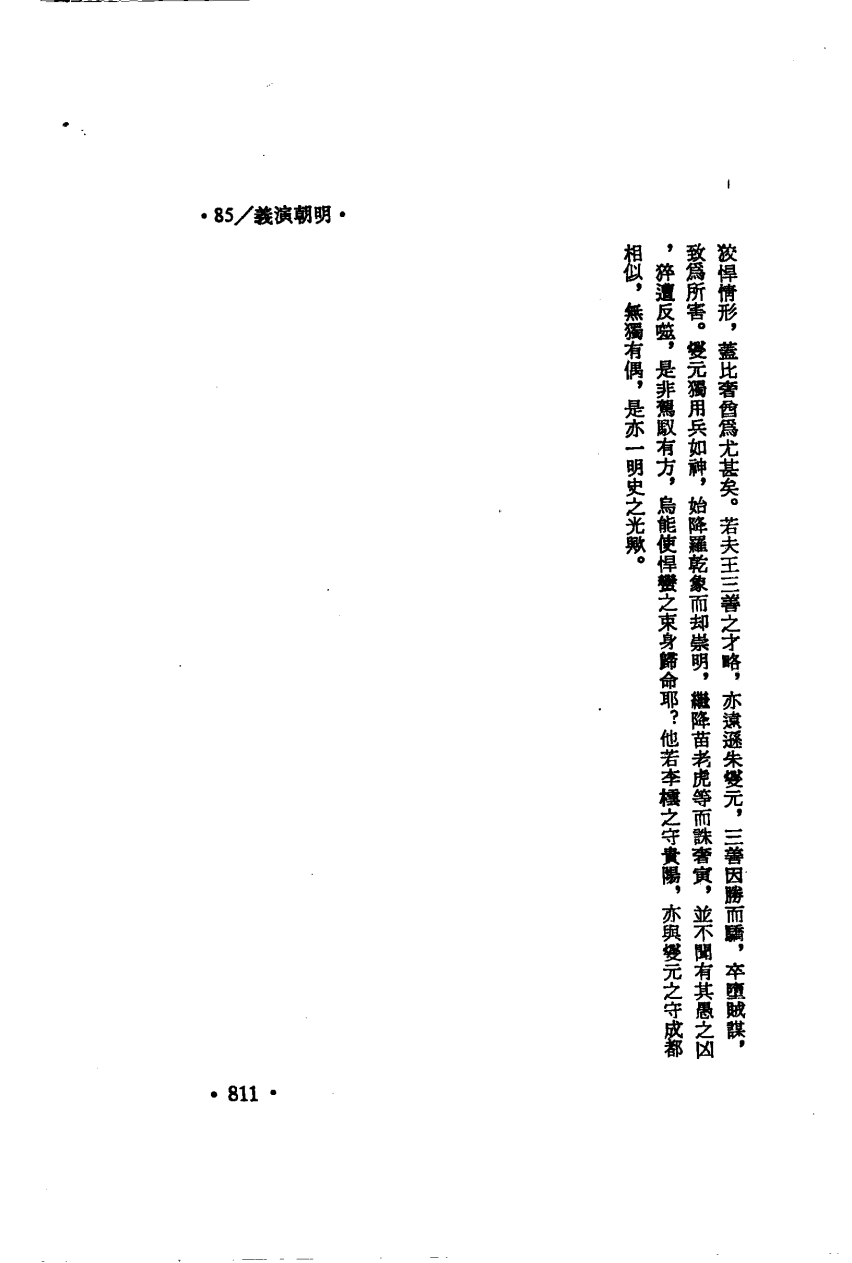 •85／義演朝明•
狡悍情形，蓋比奢酋爲尤甚矣。若夫王三善之才略，亦遠遜朱燮元，三善因勝而驕，卒墮賊謀，
致爲所害。燮元獨用兵如神，始降羅乾象而却崇明，繼降苗老虎等而誅奢寅，並不聞有其愚之凶
，猝遭反噬，是非駕馭有方，烏能使悍蠻之束身歸命耶？他若李橒之守貴陽，亦與燮元之守成都
相似，無獨有偶，是亦一明史之光歟。
•811•